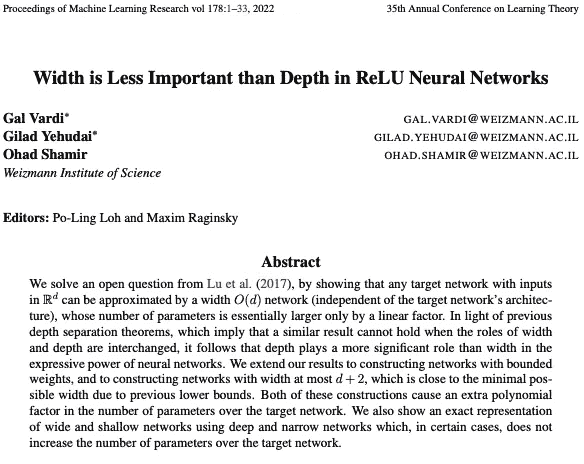 Proceedings of Machine Learning Research vol 178:1–33, 2022 35th Annual Conference on Learning Theory
Width is Less Important than Depth in ReLU Neural Networks
Gal Vardi* GAL.VARDI@WEIZMANN.AC.IL
Gilad Yehudai* GILAD.YEHUDAI@WEIZMANN.AC.IL
Ohad Shamir OHAD.SHAMIR@WEIZMANN.AC.IL
Weizmann Institute of Science
Editors: Po-Ling Loh and Maxim Raginsky
Abstract
We solve an open question from Lu et al. (2017), by showing that any target network with inputs
in ℝᵈ can be approximated by a width O(d) network (independent of the target network's architec-
ture), whose number of parameters is essentially larger only by a linear factor. In light of previous
depth separation theorems, which imply that a similar result cannot hold when the roles of width
and depth are interchanged, it follows that depth plays a more significant role than width in the
expressive power of neural networks. We extend our results to constructing networks with bounded
weights, and to constructing networks with width at most d + 2, which is close to the minimal pos-
sible width due to previous lower bounds. Both of these constructions cause an extra polynomial
factor in the number of parameters over the target network. We also show an exact representation
of wide and shallow networks using deep and narrow networks which, in certain cases, does not
increase the number of parameters over the target network.